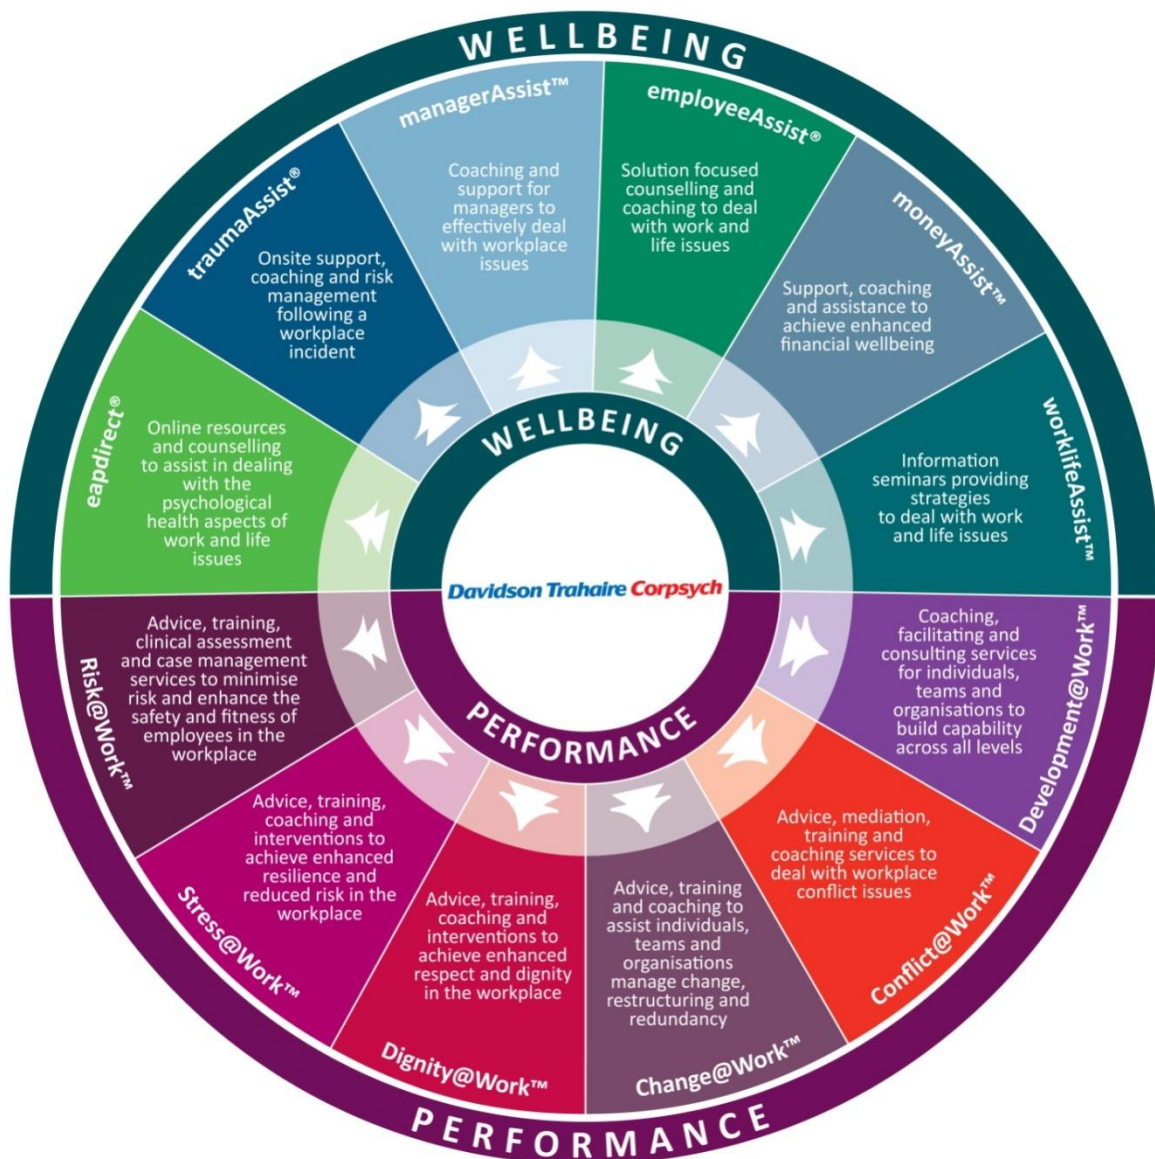 WELLBEING
managerAssist™
Coaching and
support for
managers to
effectively deal
with workplace
issues
employeeAssist®
Solution focused
counselling and
coaching to deal
with work and
life issues
moneyAssist™
Support, coaching
and assistance to
achieve enhanced
financial wellbeing
worklifeAssist™
Information
seminars providing
strategies
to deal with work
and life issues
Development@Work™
Coaching,
facilitating and
consulting services
for individuals,
teams and
organisations to
build capability
across all levels
Conflict@Work™
Advice, mediation,
training and
coaching services to
deal with workplace
conflict issues
Change@Work™
Advice, training
and coaching to
assist individuals,
teams and
organisations
manage change,
restructuring and
redundancy
Dignity@Work™
Advice, training,
coaching and
interventions to
achieve enhanced
respect and dignity
in the workplace
Stress@Work™
Advice, training,
coaching and
interventions to
achieve enhanced
resilience and
reduced risk in the
workplace
Risk@Work™
Advice, training,
clinical assessment
and case management
services to minimise
risk and enhance the
safety and fitness of
employees in the
workplace
eapdirect®
Online resources
and counselling
to assist in dealing
with the
psychological
health aspects of
work and life
issues
traumaAssist®
Onsite support,
coaching and risk
management
following a
workplace
incident
WELLBEING
Davidson Trahaire Corpsych
PERFORMANCE
PERFORMANCE